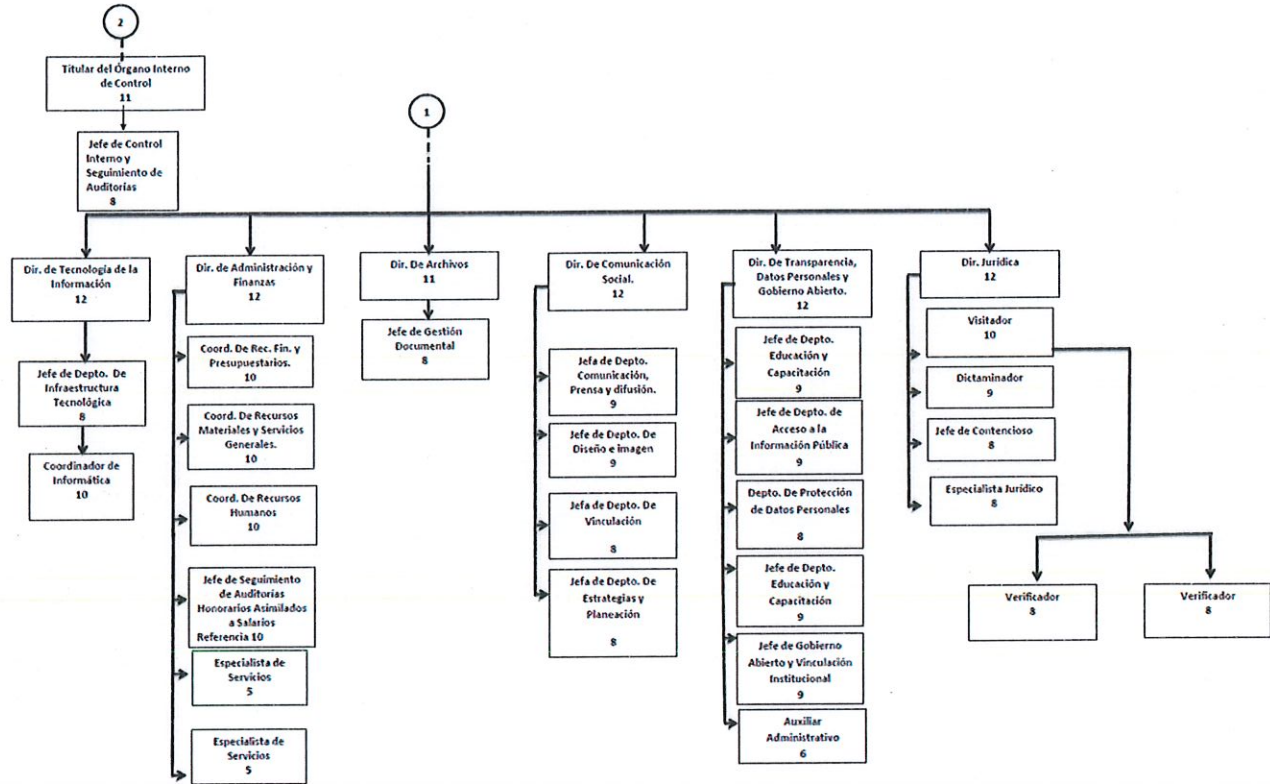 2
Titular del Órgano Interno
de Control
11
Jefe de Control
Interno y
Seguimiento de
Auditorías
8
1
Dir. de Tecnología de la
Información
12
Jefe de Depto. De
Infraestructura
Tecnológica
8
Coordinador de
Informática
10
Dir. de Administración y
Finanzas
12
Coord. De Rec. Fin. y
Presupuestarios.
10
Coord. De Recursos
Materiales y Servicios
Generales.
10
Coord. De Recursos
Humanos
10
Jefe de Seguimiento
de Auditorías
Honorarios Asimilados
a Salarios
Referencia 10
Especialista de
Servicios
5
Especialista de
Servicios
5
Dir. De Archivos
11
Jefe de Gestión
Documental
8
Dir. De Comunicación
Social.
12
Jefa de Depto.
Comunicación,
Prensa y difusión.
9
Jefe de Depto. De
Diseño e imagen
9
Jefa de Depto. De
Vinculación
8
Jefa de Depto. De
Estrategias y
Planeación
8
Dir. De Transparencia,
Datos Personales y
Gobierno Abierto.
12
Jefe de Depto.
Educación y
Capacitación
9
Jefe de Depto. de
Acceso a la
Información Pública
9
Depto. De Protección
de Datos Personales
8
Jefe de Depto.
Educación y
Capacitación
9
Jefe de Gobierno
Abierto y Vinculación
Institucional
9
Auxiliar
Administrativo
6
Dir. Jurídica
12
Visitador
10
Dictaminador
9
Jefe de Contencioso
8
Especialista Jurídico
8
Verificador
8
Verificador
8